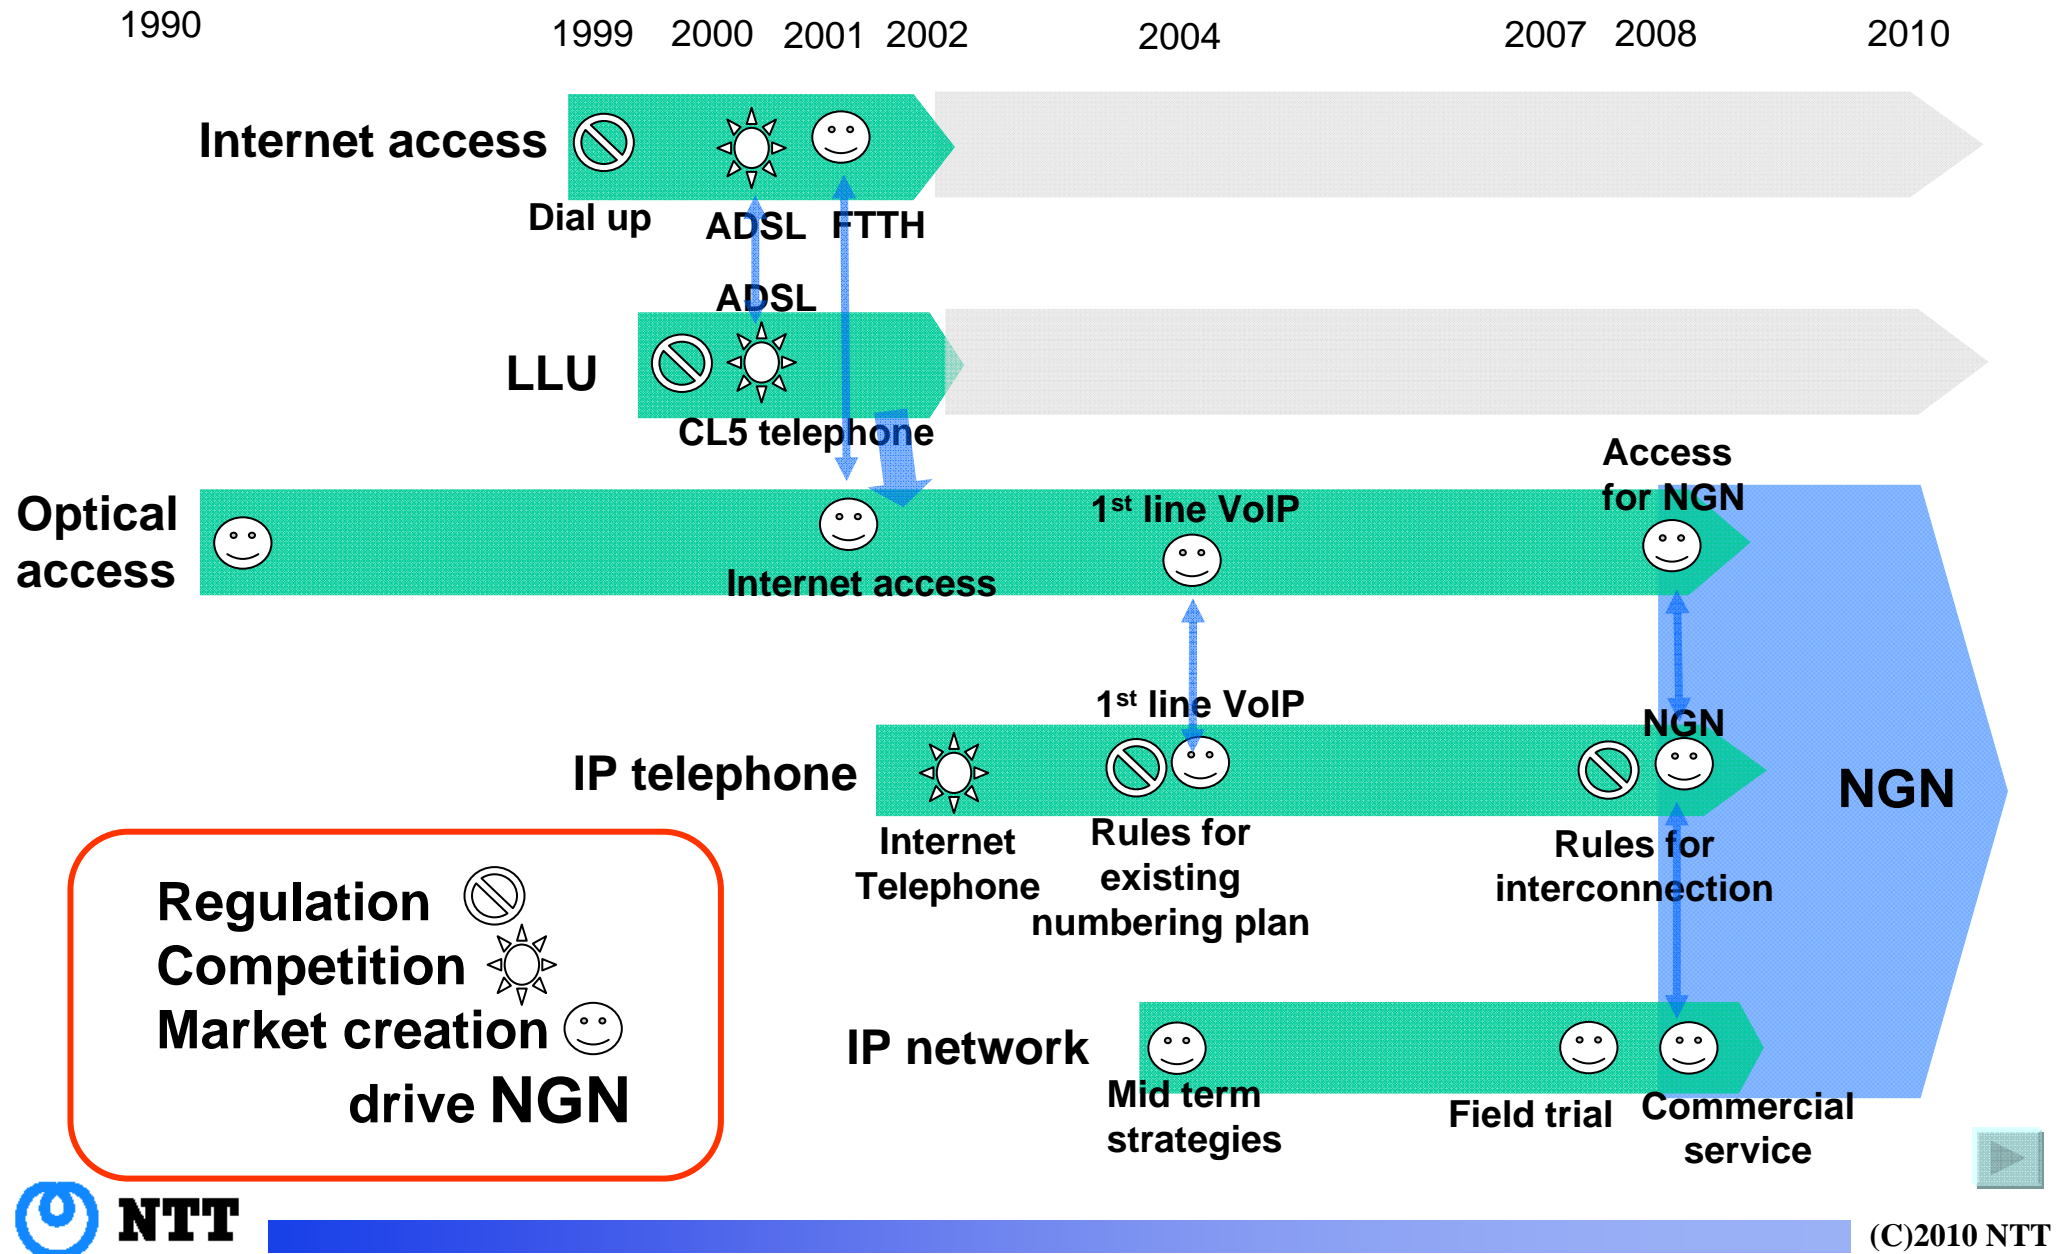 1990 1999 2000 2001 2002 2004 2007 2008 2010
Internet access
Dial up
ADSL FTTH
ADSL
LLU
CL5 telephone
Access
for NGN
Optical
access
1st line VoIP
Internet access
1st line VoIP
NGN
IP telephone
NGN
Internet
Telephone
Rules for
existing
numbering plan
Rules for
interconnection
Regulation
Competition
Market creation
drive NGN
IP network
Mid term
strategies
Field trial
Commercial
service
NTT
(C)2010 NTT